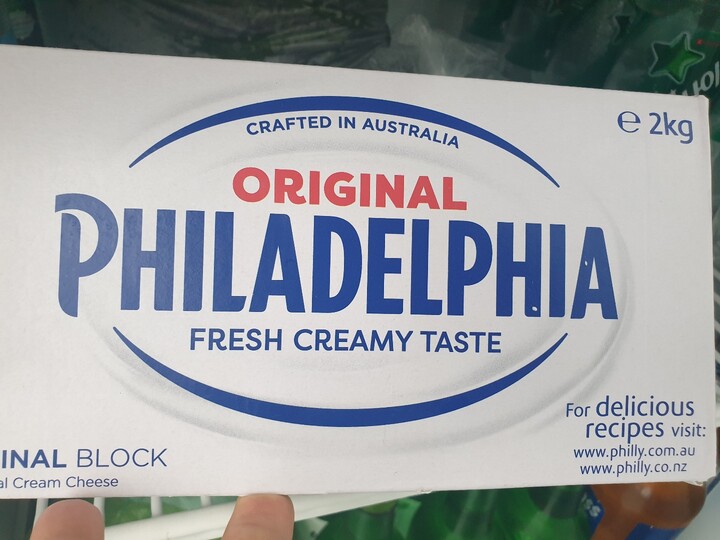 CRAFTED IN AUSTRALIA
e 2kg
ORIGINAL
PHILADELPHIA
FRESH CREAMY TASTE
For delicious
recipes visit:
www.philly.com.au
www.philly.co.nz
INAL BLOCK
al Cream Cheese